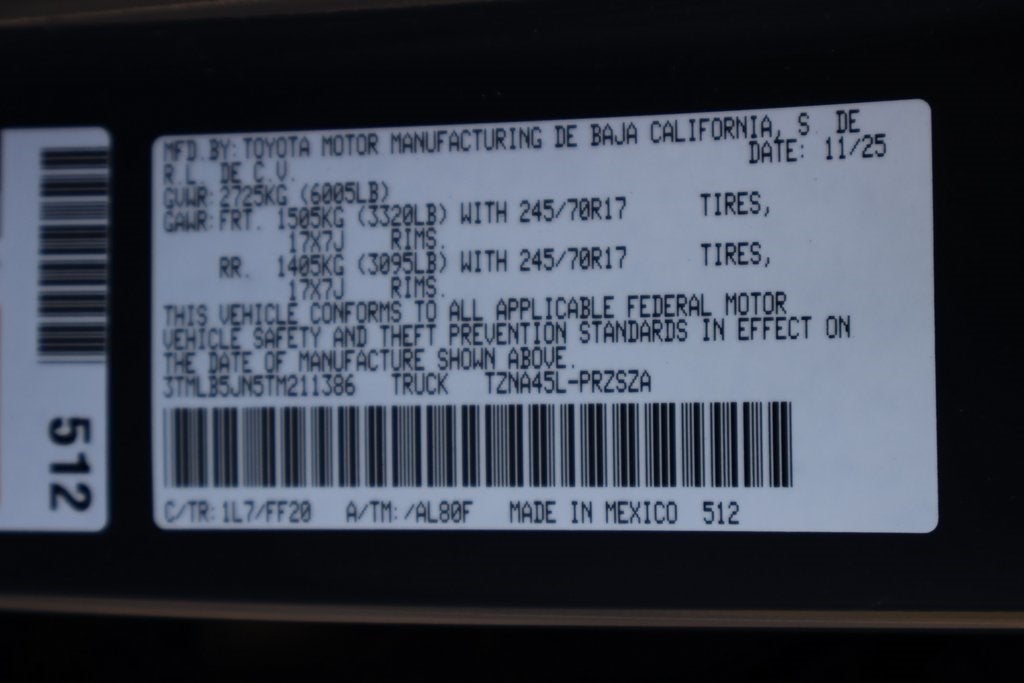 MFD.BY:TOYOTA MOTOR MANUFACTURING DE BAJA CALIFORNIA, S. DE
R.L. DE C.V. DATE: 11/25
GVWR:2725KG (6005LB)
GAWR:FRT. 1505KG (3320LB) WITH 245/70R17 TIRES,
17X7J RIMS.
RR. 1405KG (3095LB) WITH 245/70R17 TIRES,
17X7J RIMS.
THIS VEHICLE CONFORMS TO ALL APPLICABLE FEDERAL MOTOR
VEHICLE SAFETY AND THEFT PREVENTION STANDARDS IN EFFECT ON
THE DATE OF MANUFACTURE SHOWN ABOVE.
3TMLB5JN5TM211386 TRUCK TZNA45L-PRZSZA
C/TR:1L7/FF20 A/TM:/AL80F MADE IN MEXICO 512
512